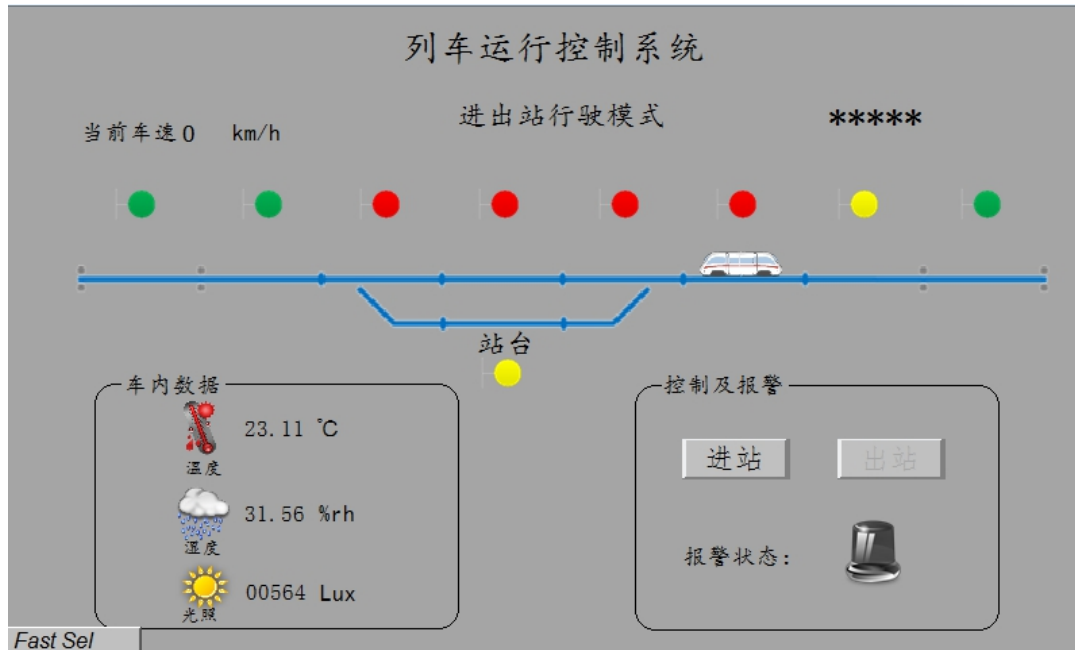 列车运行控制系统
进出站行驶模式
*****
当前车速0 km/h
站台
车内数据
23.11 ℃
温度
31.56 %rh
湿度
00564 Lux
光照
控制及报警
进站
出站
报警状态:
Fast Sel